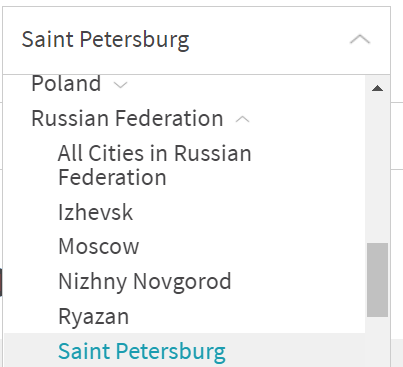 Saint Petersburg
Poland
Russian Federation
All Cities in Russian
Federation
Izhevsk
Moscow
Nizhny Novgorod
Ryazan
Saint Petersburg